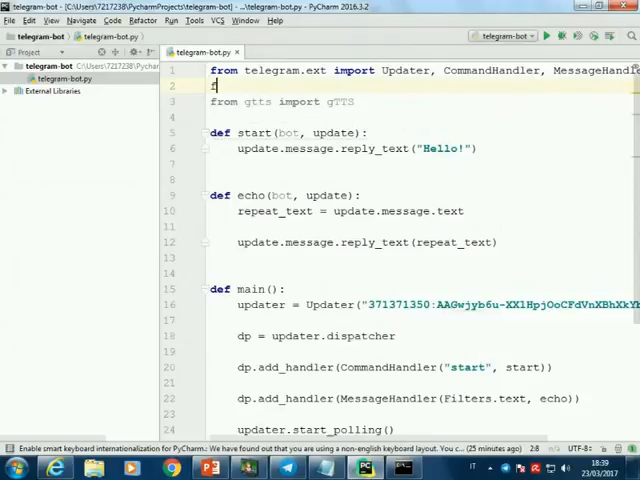 telegram-bot - [C:\Users\7217238\PycharmProjects\telegram-bot] - ...\telegram-bot.py - PyCharm 2016.3.2
File Edit View Navigate Code Refactor Run Tools VCS Window Help
telegram-bot telegram-bot.py telegram-bot
Project telegram-bot.py
telegram-bot C:\Users\7217238\Pycharm
telegram-bot.py
External Libraries
1 from telegram.ext import Updater, CommandHandler, MessageHandle
2 f
3 from gtts import gTTS
4
5 def start(bot, update):
6 update.message.reply_text("Hello!")
7
8
9 def echo(bot, update):
10 repeat_text = update.message.text
11
12 update.message.reply_text(repeat_text)
13
14
15 def main():
16 updater = Updater("371371350:AAGwjyb6u-XX1HpjOoCFdVnXBhXkYb
17
18 dp = updater.dispatcher
19
20 dp.add_handler(CommandHandler("start", start))
21
22 dp.add_handler(MessageHandler(Filters.text, echo))
23
24 updater.start_polling()
Enable smart keyboard internationalization for PyCharm.: We have found out that you are using a non-english keyboard layout. You c... (25 minutes ago) 2:8 n/a UTF-8
IT 18:39
23/03/2017